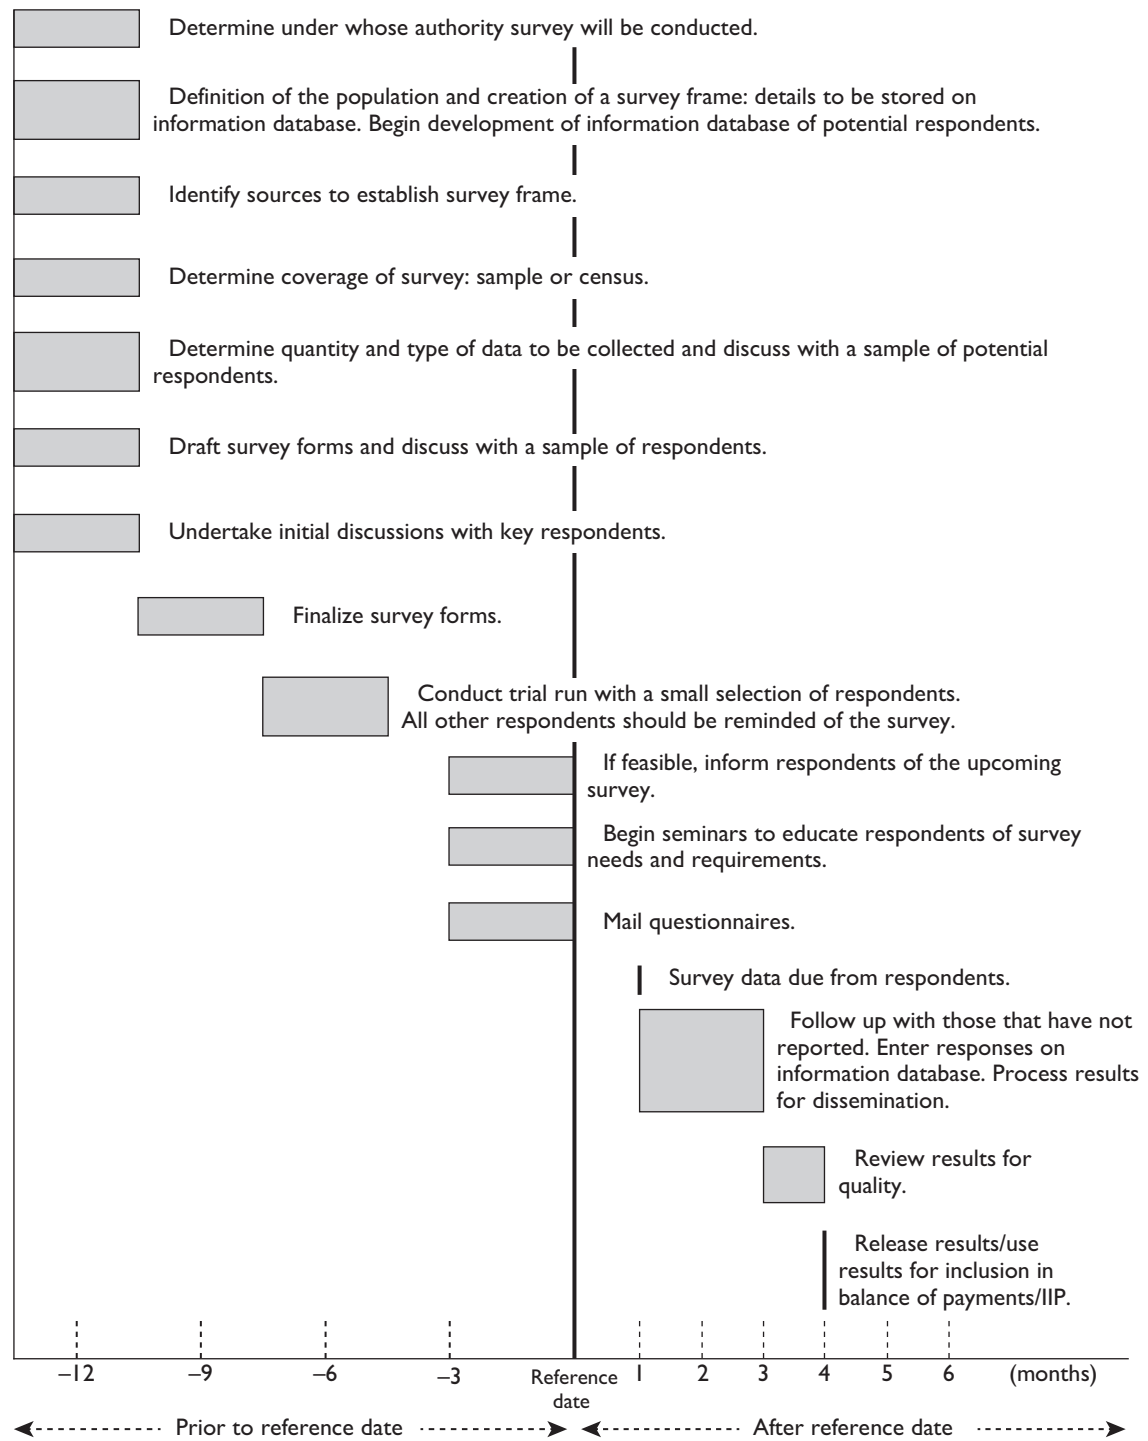 Determine under whose authority survey will be conducted.
Definition of the population and creation of a survey frame: details to be stored on
information database. Begin development of information database of potential respondents.
Identify sources to establish survey frame.
Determine coverage of survey: sample or census.
Determine quantity and type of data to be collected and discuss with a sample of potential
respondents.
Draft survey forms and discuss with a sample of respondents.
Undertake initial discussions with key respondents.
Finalize survey forms.
Conduct trial run with a small selection of respondents.
All other respondents should be reminded of the survey.
If feasible, inform respondents of the upcoming
survey.
Begin seminars to educate respondents of survey
needs and requirements.
Mail questionnaires.
Survey data due from respondents.
Follow up with those that have not
reported. Enter responses on
information database. Process results
for dissemination.
Review results for
quality.
Release results/use
results for inclusion in
balance of payments/IIP.
–12 –9 –6 –3 Reference 1 2 3 4 5 6 (months)
date
Prior to reference date After reference date